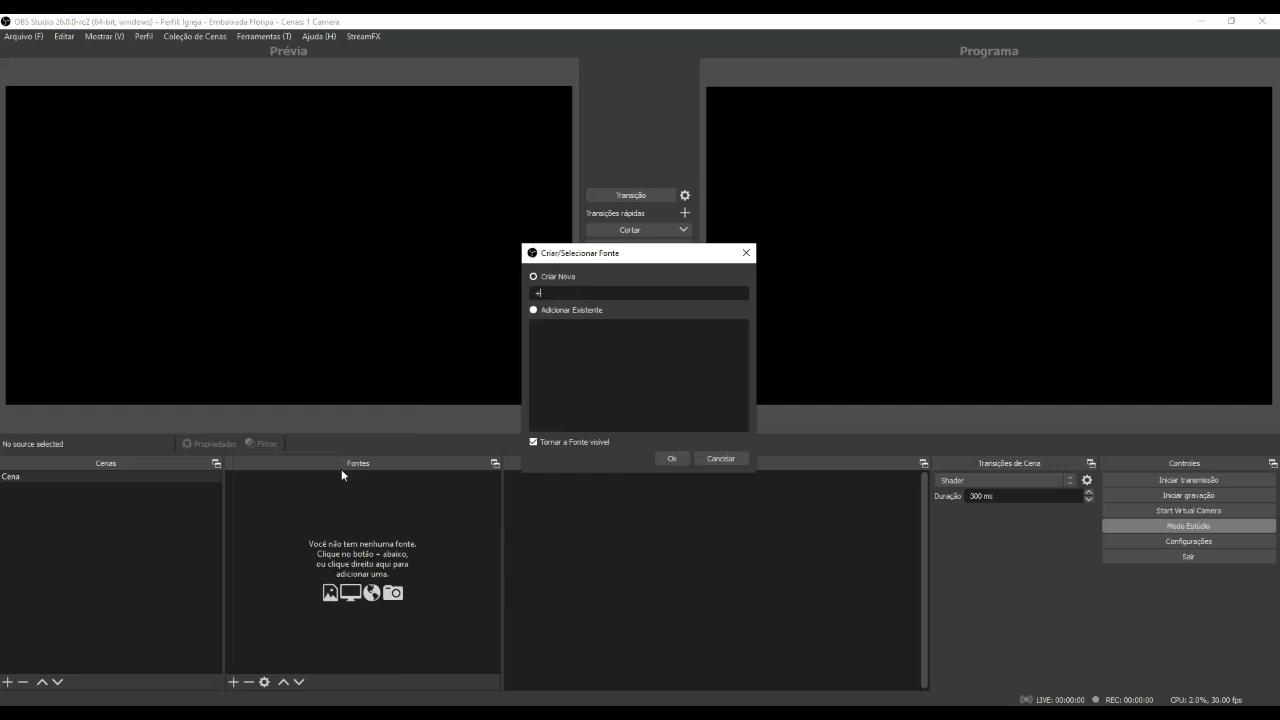 OBS Studio 26.0.0-rc2 (64-bit, windows) - Perfil: Igreja - Embaixada Floripa - Cenas: 1 Camera
Arquivo (F) Editar Mostrar (V) Perfil Coleção de Cenas Ferramentas (T) Ajuda (H) StreamFX
Prévia
Programa
Transição
Transições rápidas
Cortar
Criar/Selecionar Fonte
Criar Nova
+
Adicionar Existente
Tornar a Fonte visível
Ok Cancelar
No source selected
Propriedades Filtros
Cenas
Cena
Fontes
Você não tem nenhuma fonte.
Clique no botão + abaixo,
ou clique direito aqui para
adicionar uma.
Transições de Cena
Shader
Duração 300 ms
Controles
Iniciar transmissão
Iniciar gravação
Start Virtual Camera
Modo Estúdio
Configurações
Sair
LIVE: 00:00:00 REC: 00:00:00 CPU: 2.0%, 30.00 fps